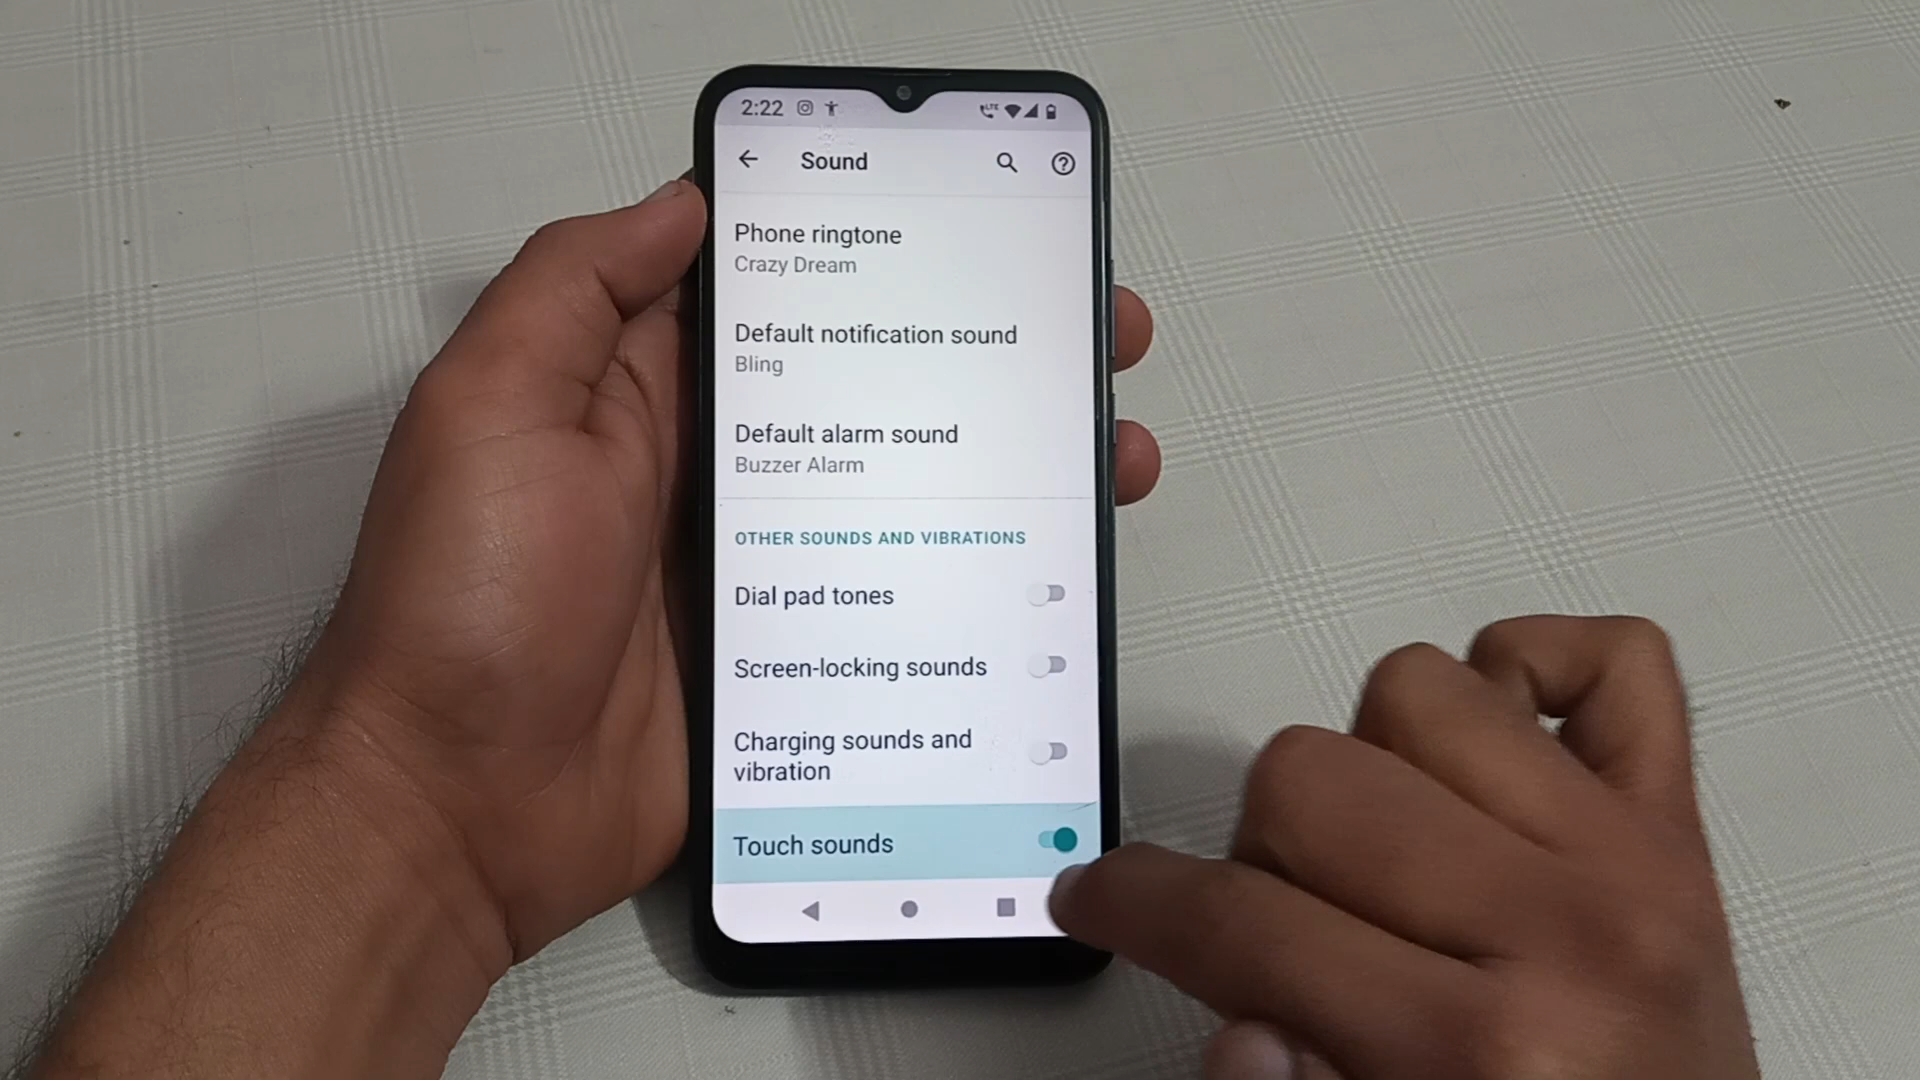 2:22
LTE
Sound
Phone ringtone
Crazy Dream
Default notification sound
Bling
Default alarm sound
Buzzer Alarm
OTHER SOUNDS AND VIBRATIONS
Dial pad tones
Screen-locking sounds
Charging sounds and
vibration
Touch sounds